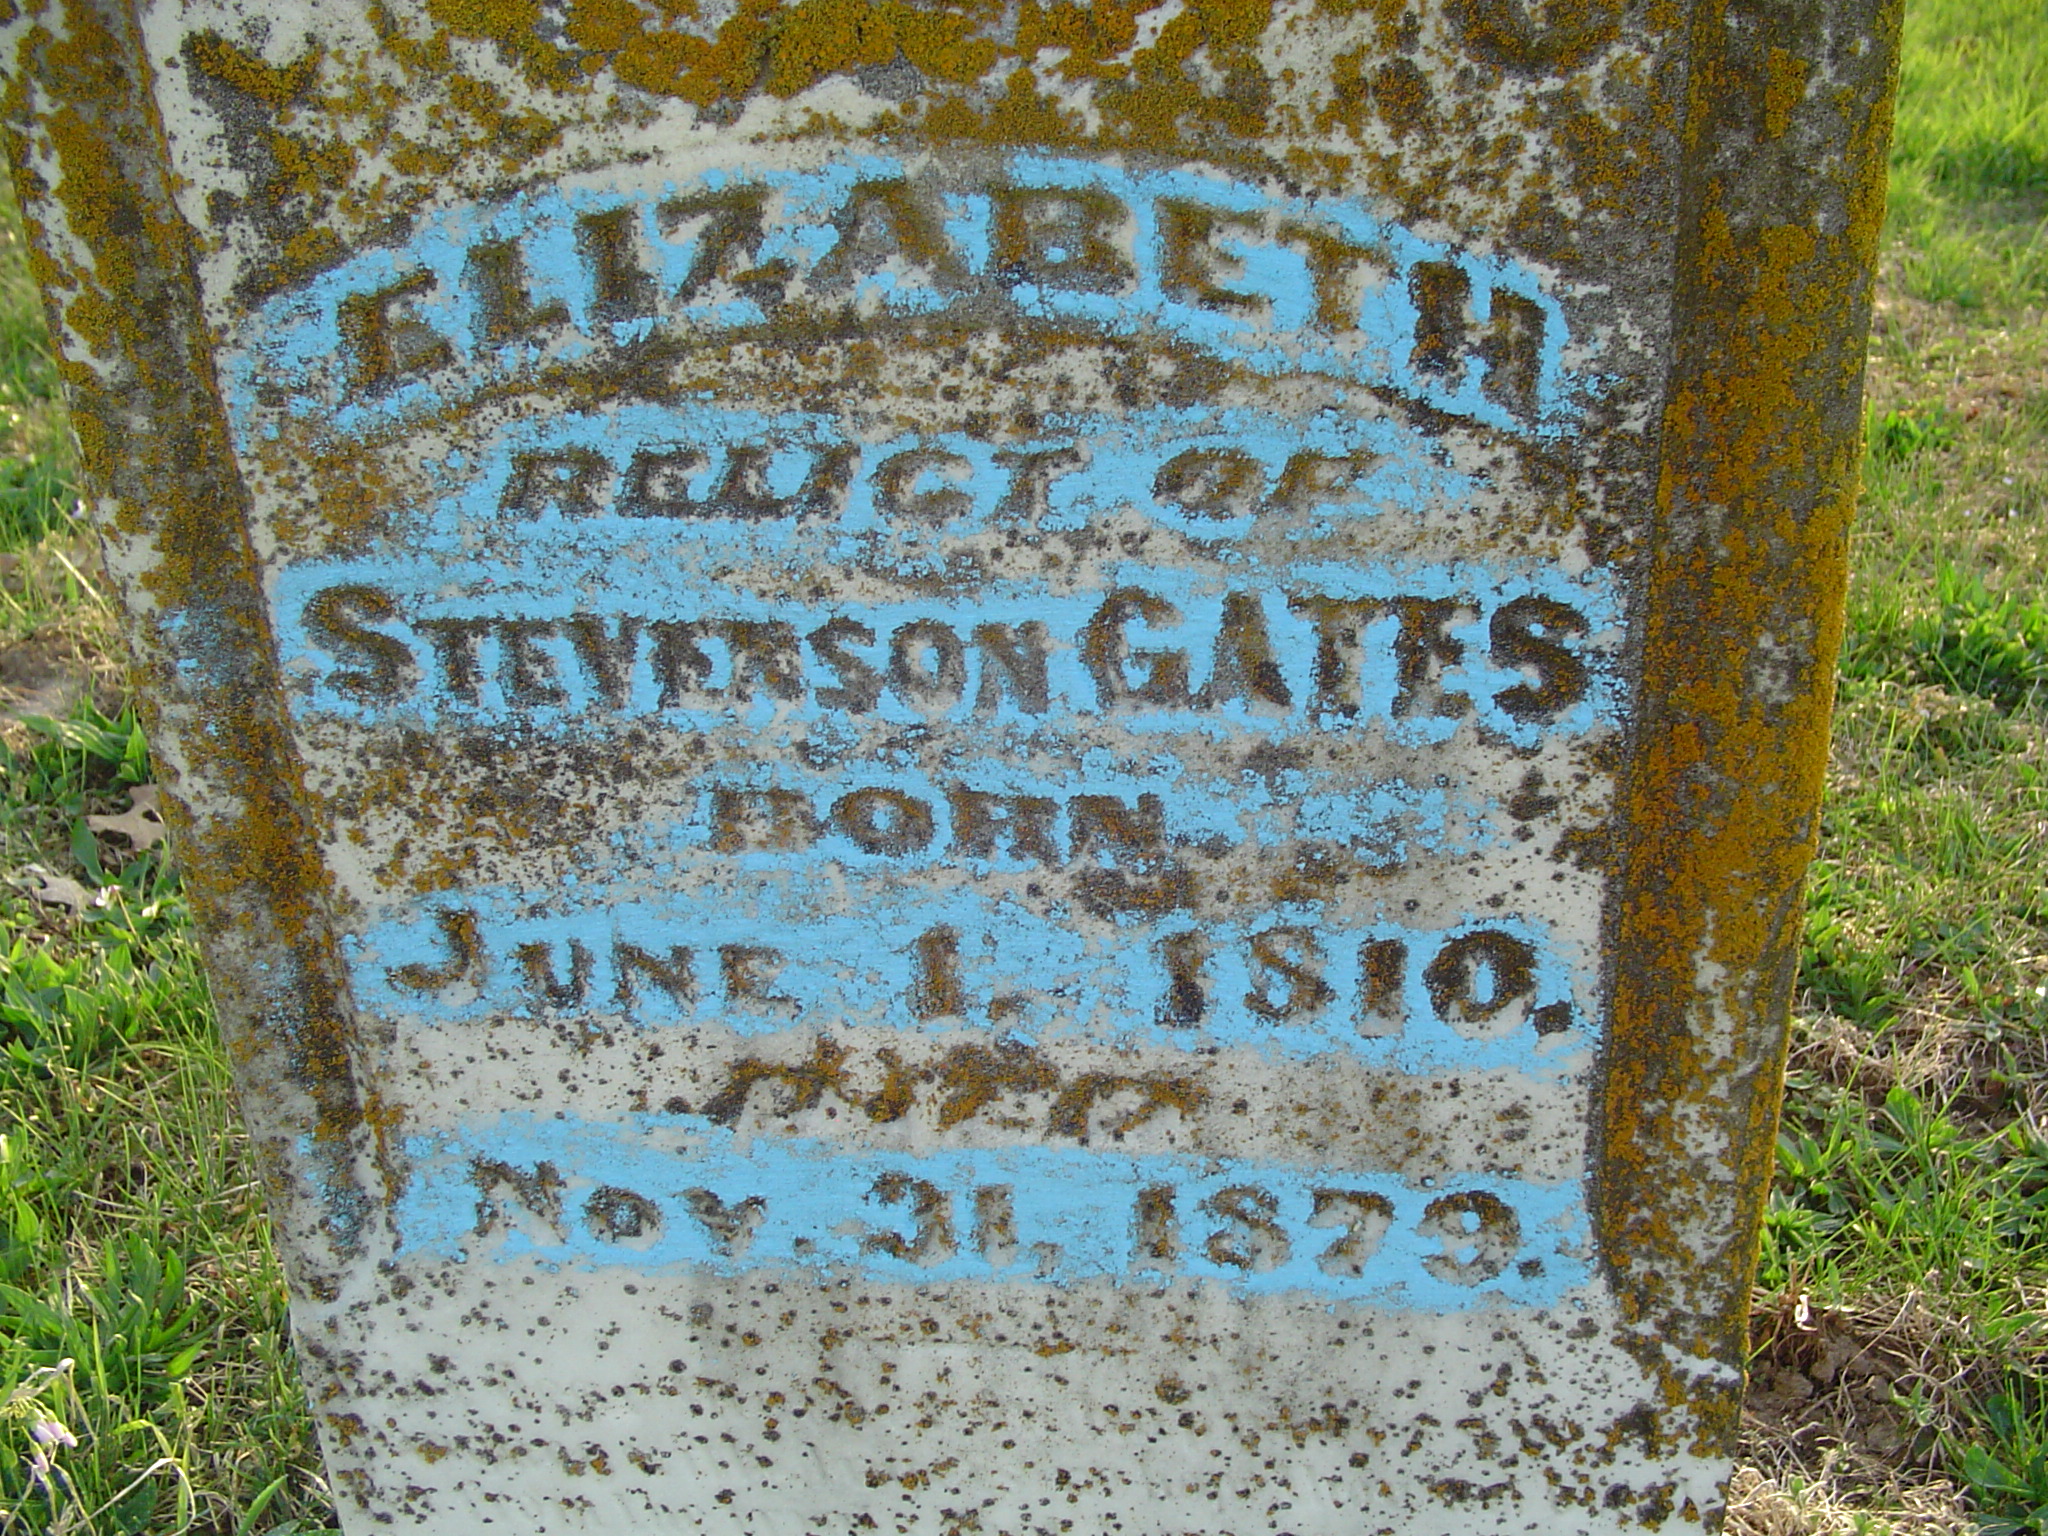 ELIZABETH
RELICT OF
STEVENSON GATES
BORN
JUNE 1, 1810,
DIED
NOV. 21, 1879.